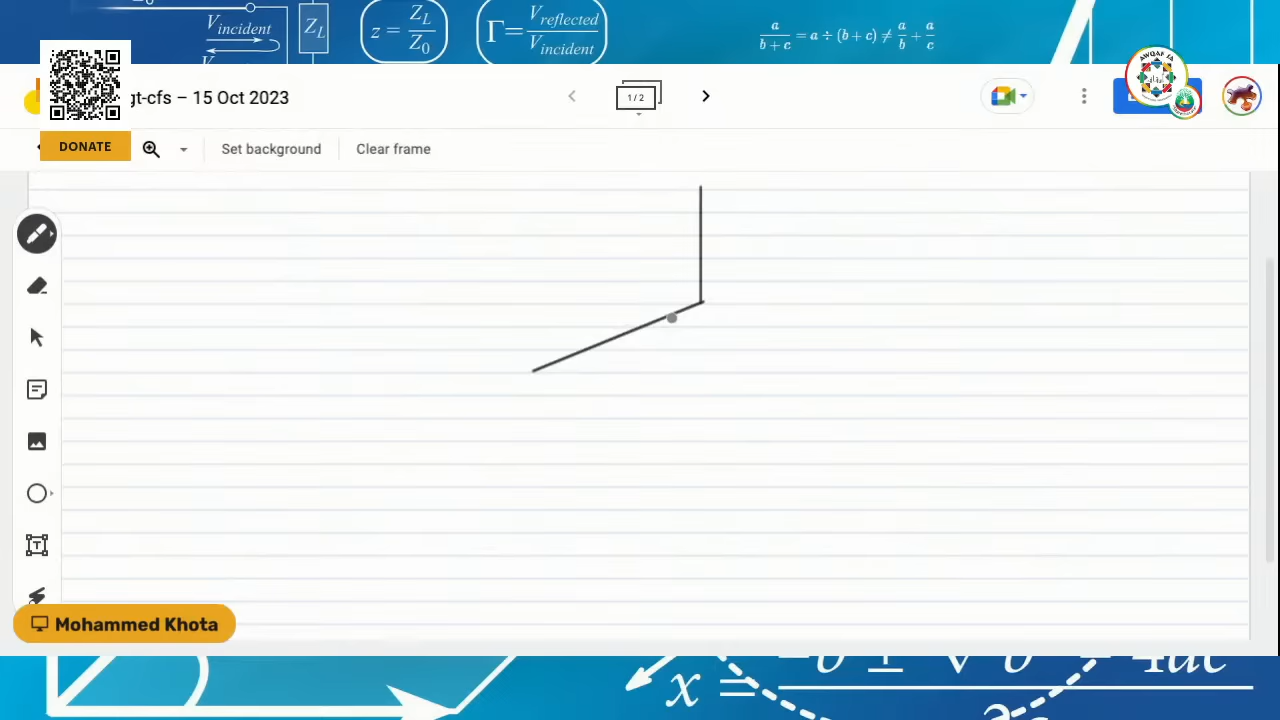 V_incident
Z_L
z = Z_L/Z_0
Γ = V_reflected/V_incident
a/(b + c) = a ÷ (b + c) ≠ a/b + a/c
AWQAF SA
gt-cfs – 15 Oct 2023
1 / 2
DONATE
Set background
Clear frame
T
Mohammed Khota
x =